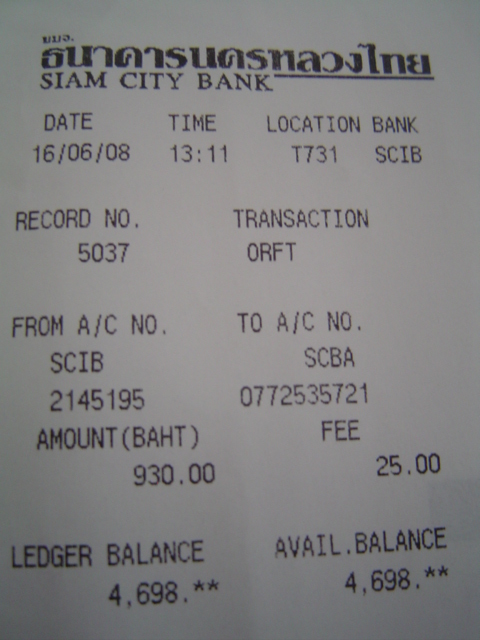 บมจ.
ธนาคารนครหลวงไทย
SIAM CITY BANK
DATE TIME LOCATION BANK
16/06/08 13:11 T731 SCIB
RECORD NO. TRANSACTION
5037 ORFT
FROM A/C NO. TO A/C NO.
SCIB SCBA
2145195 0772535721
AMOUNT(BAHT) FEE
930.00 25.00
LEDGER BALANCE AVAIL.BALANCE
4,698.** 4,698.**